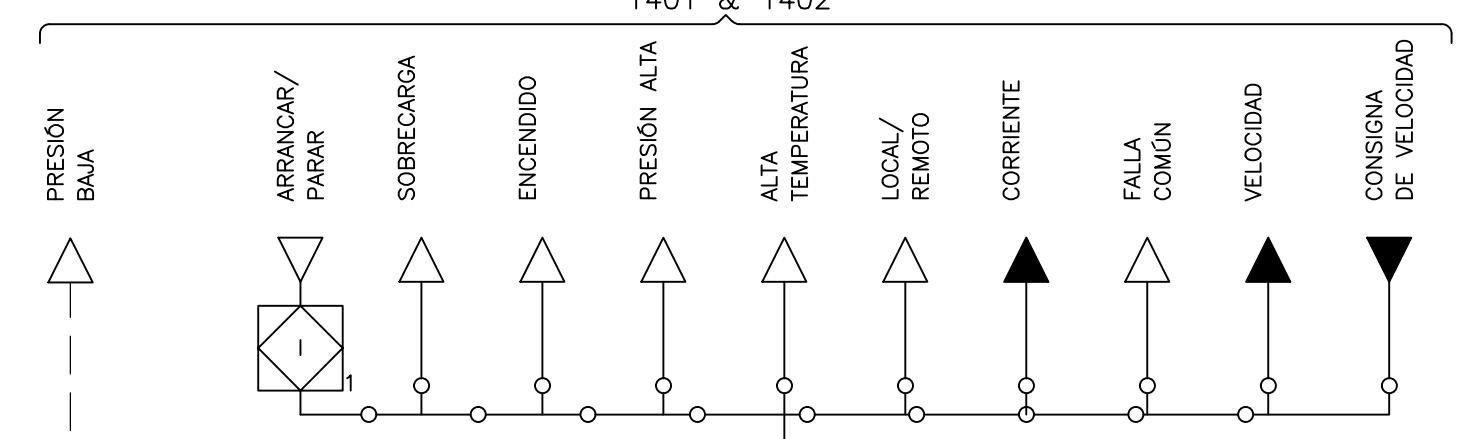 1401 & 1402
PRESIÓN
BAJA
ARRANCAR/
PARAR
SOBRECARGA
ENCENDIDO
PRESIÓN ALTA
ALTA
TEMPERATURA
LOCAL/
REMOTO
CORRIENTE
FALLA
COMÚN
VELOCIDAD
CONSIGNA
DE VELOCIDAD
I
1